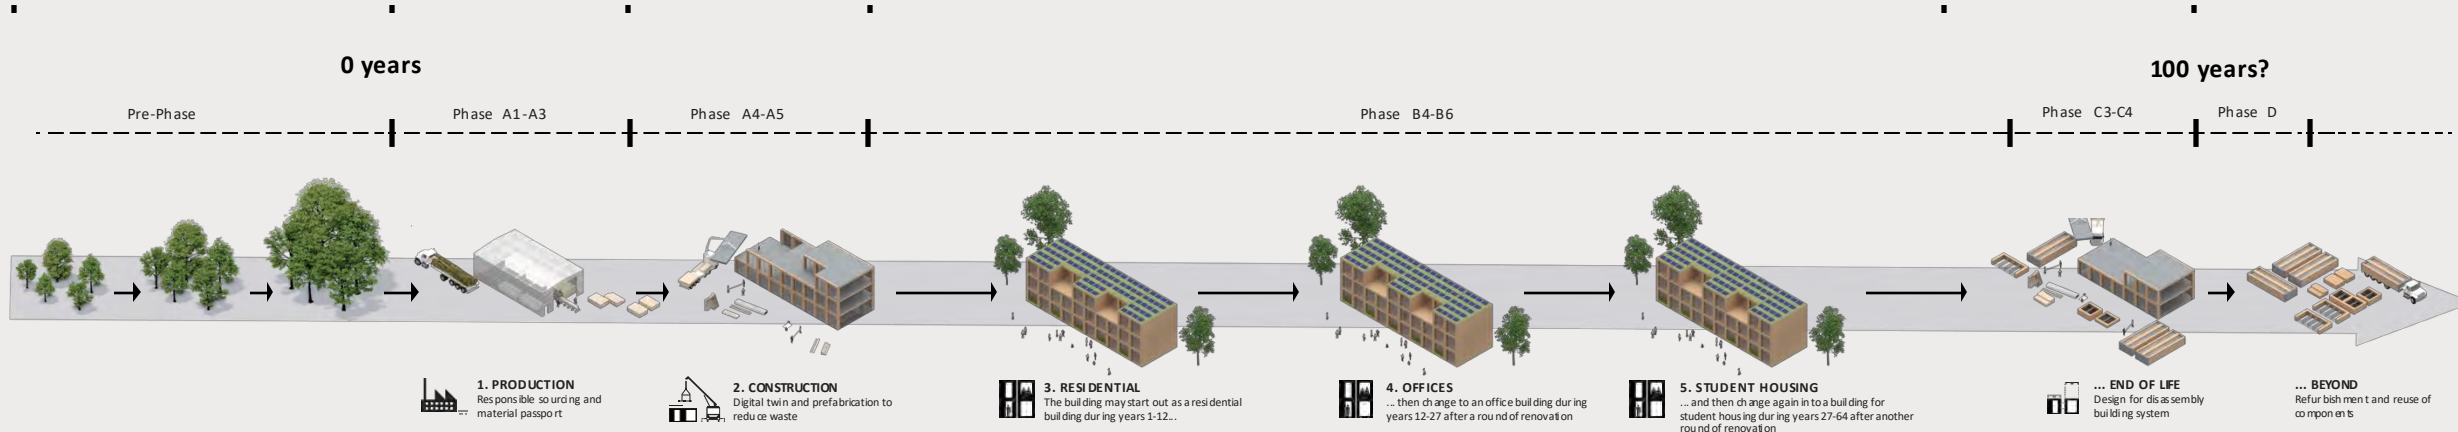 0 years
100 years?
Pre-Phase
Phase A1-A3
Phase A4-A5
Phase B4-B6
Phase C3-C4
Phase D
1. PRODUCTION
Responsible sourcing and
material passport
2. CONSTRUCTION
Digital twin and prefabrication to
reduce waste
3. RESIDENTIAL
The building may start out as a residential
building during years 1-12...
4. OFFICES
... then change to an office building during
years 12-27 after a round of renovation
5. STUDENT HOUSING
... and then change again in to a building for
student housing during years 27-64 after another
round of renovation
... END OF LIFE
Design for disassembly
building system
... BEYOND
Refurbishment and reuse of
components